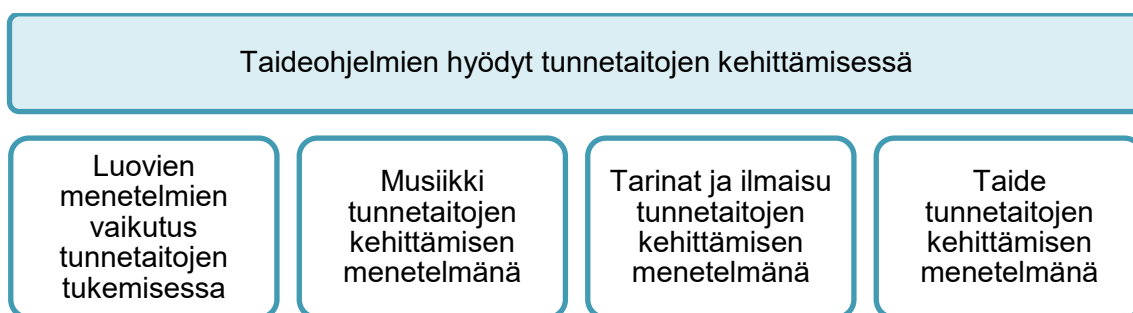 Taideohjelmien hyödyt tunnetaitojen kehittämisessä
Luovien
menetelmien
vaikutus
tunnetaitojen
tukemisessa
Musiikki
tunnetaitojen
kehittämisen
menetelmänä
Tarinat ja ilmaisu
tunnetaitojen
kehittämisen
menetelmänä
Taide
tunnetaitojen
kehittämisen
menetelmänä